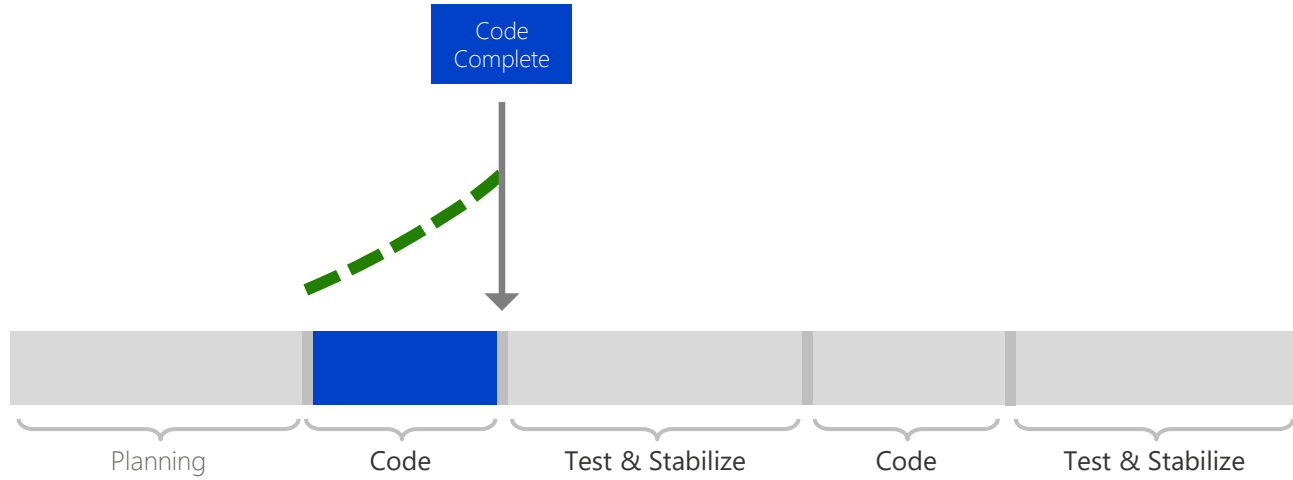 Code
Complete
Planning
Code
Test & Stabilize
Code
Test & Stabilize